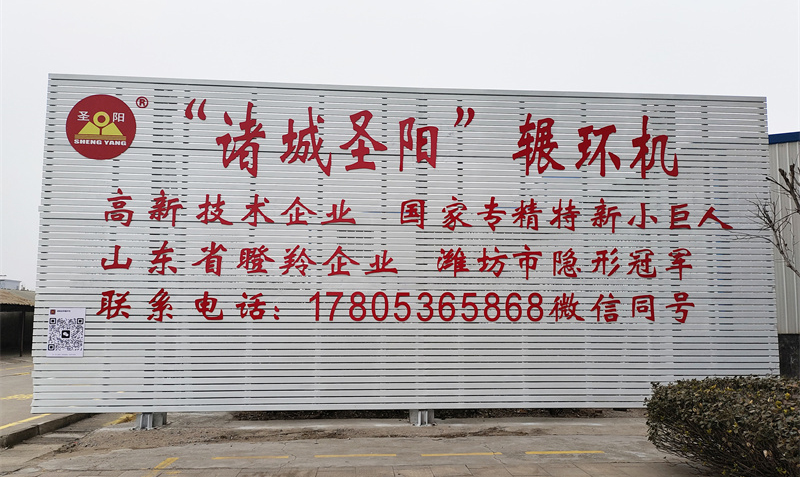 圣阳®
SHENG YANG
“诸城圣阳”辗环机
高新技术企业 国家专精特新小巨人
山东省瞪羚企业 潍坊市隐形冠军
联系电话：17805365868微信同号